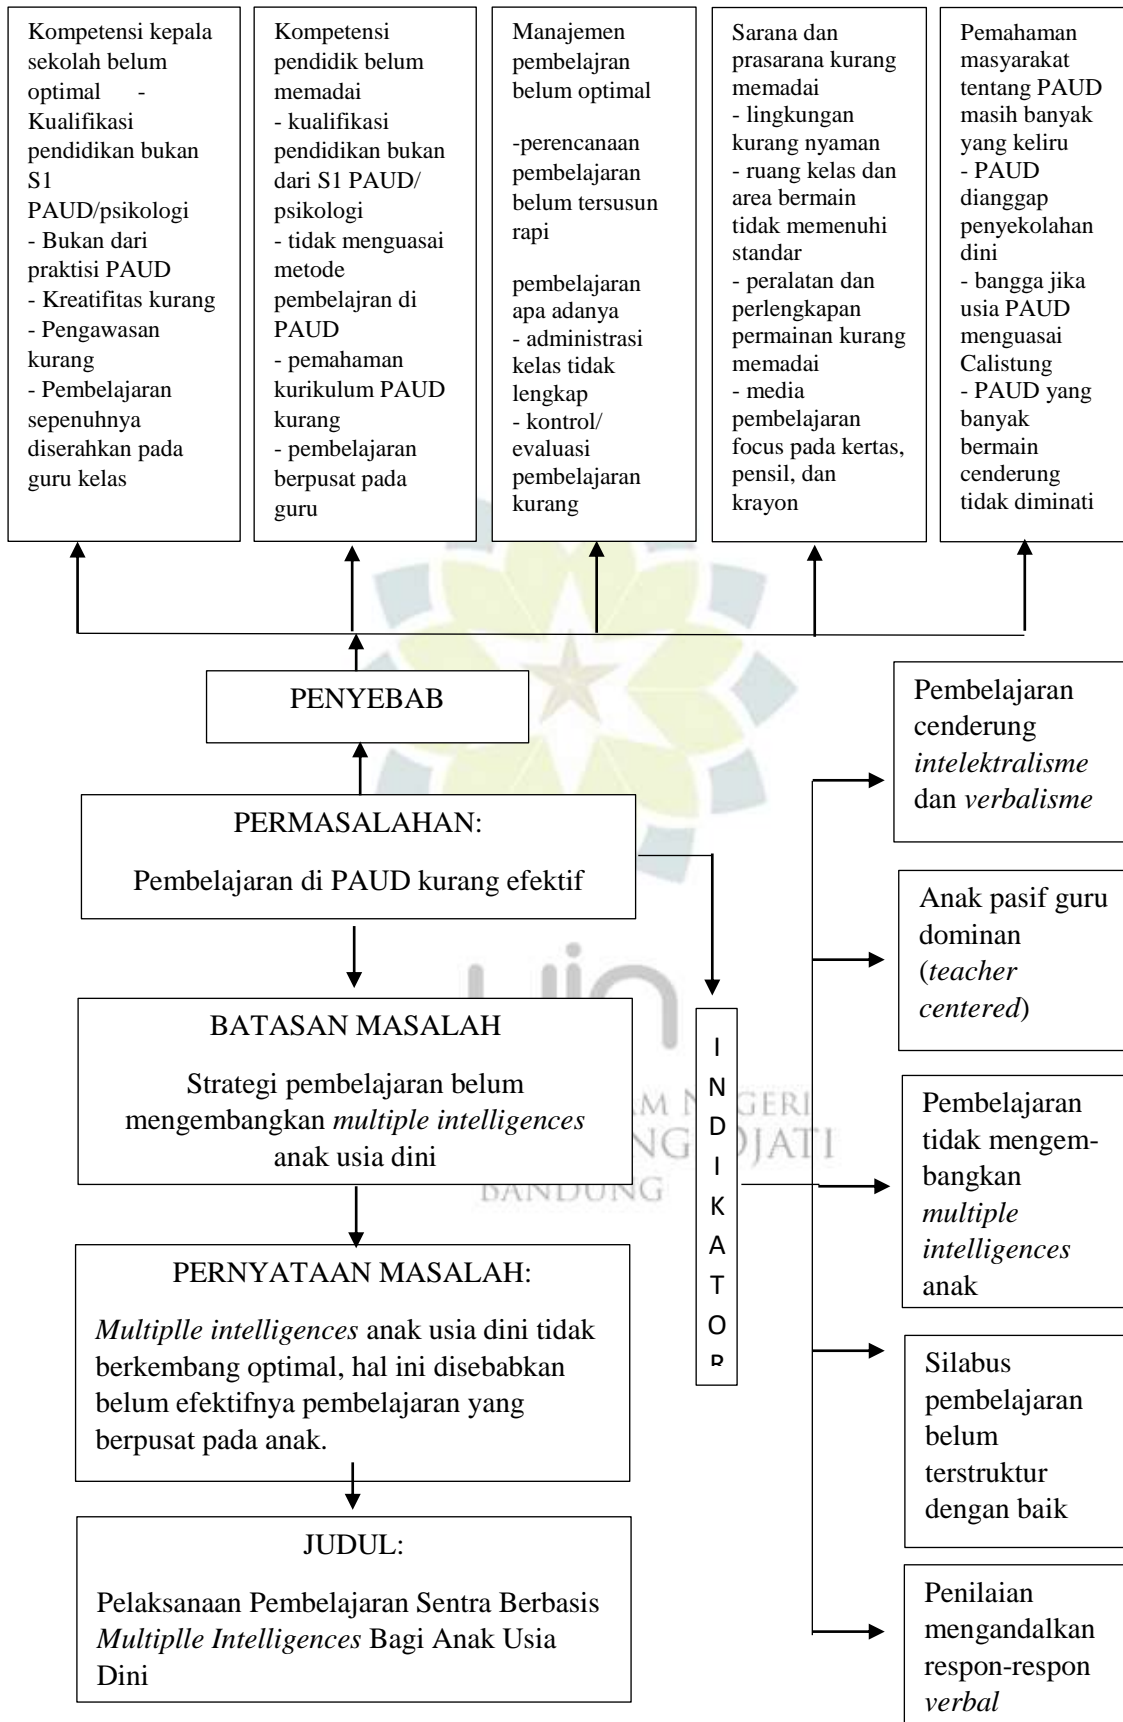 Kompetensi kepala
sekolah belum
optimal -
Kualifikasi
pendidikan bukan
S1
PAUD/psikologi
- Bukan dari
praktisi PAUD
- Kreatifitas kurang
- Pengawasan
kurang
- Pembelajaran
sepenuhnya
diserahkan pada
guru kelas
Kompetensi
pendidik belum
memadai
- kualifikasi
pendidikan bukan
dari S1 PAUD/
psikologi
- tidak menguasai
metode
pembelajran di
PAUD
- pemahaman
kurikulum PAUD
kurang
- pembelajaran
berpusat pada
guru
Manajemen
pembelajran
belum optimal
-perencanaan
pembelajaran
belum tersusun
rapi
pembelajaran
apa adanya
- administrasi
kelas tidak
lengkap
- kontrol/
evaluasi
pembelajaran
kurang
Sarana dan
prasarana kurang
memadai
- lingkungan
kurang nyaman
- ruang kelas dan
area bermain
tidak memenuhi
standar
- peralatan dan
perlengkapan
permainan kurang
memadai
- media
pembelajaran
focus pada kertas,
pensil, dan
krayon
Pemahaman
masyarakat
tentang PAUD
masih banyak
yang keliru
- PAUD
dianggap
penyekolahan
dini
- bangga jika
usia PAUD
menguasai
Calistung
- PAUD yang
banyak
bermain
cenderung
tidak diminati
PENYEBAB
PERMASALAHAN:
Pembelajaran di PAUD kurang efektif
BATASAN MASALAH
Strategi pembelajaran belum
mengembangkan multiple intelligences
anak usia dini
PERNYATAAN MASALAH:
Multiplle intelligences anak usia dini tidak
berkembang optimal, hal ini disebabkan
belum efektifnya pembelajaran yang
berpusat pada anak.
JUDUL:
Pelaksanaan Pembelajaran Sentra Berbasis
Multiplle Intelligences Bagi Anak Usia
Dini
I
N
D
I
K
A
T
O
R
Pembelajaran
cenderung
intelektralisme
dan verbalisme
Anak pasif guru
dominan
(teacher
centered)
Pembelajaran
tidak mengem-
bangkan
multiple
intelligences
anak
Silabus
pembelajaran
belum
terstruktur
dengan baik
Penilaian
mengandalkan
respon-respon
verbal
uin
BANDUNG